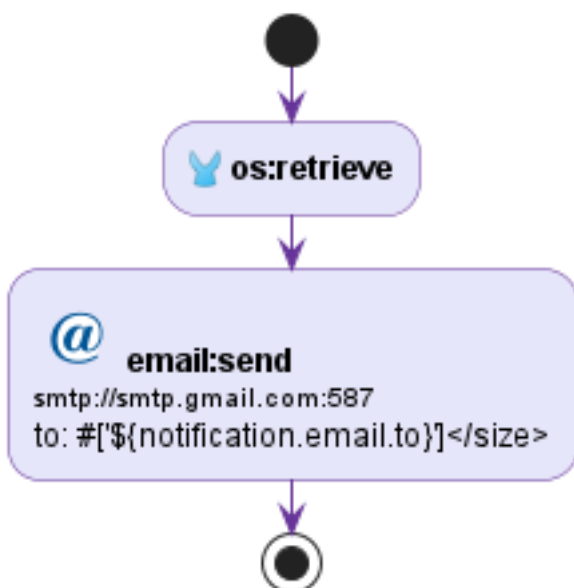 os:retrieve
@
email:send
smtp://smtp.gmail.com:587
to: #['${notification.email.to}']</size>